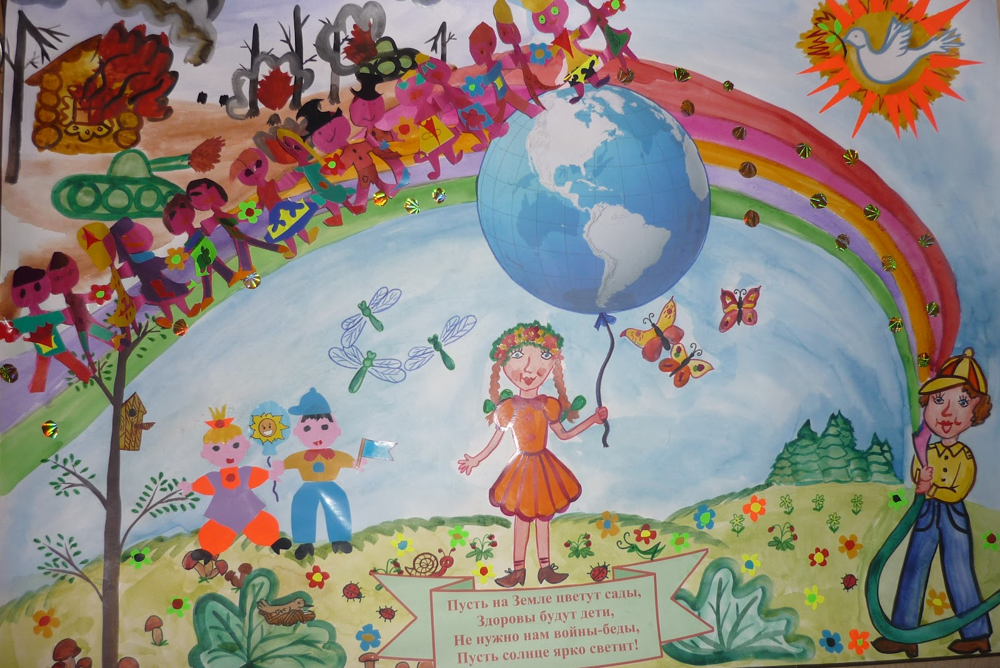 Пусть на Земле цветут сады,
Здоровы будут дети,
Не нужно нам войны-беды,
Пусть солнце ярко светит!